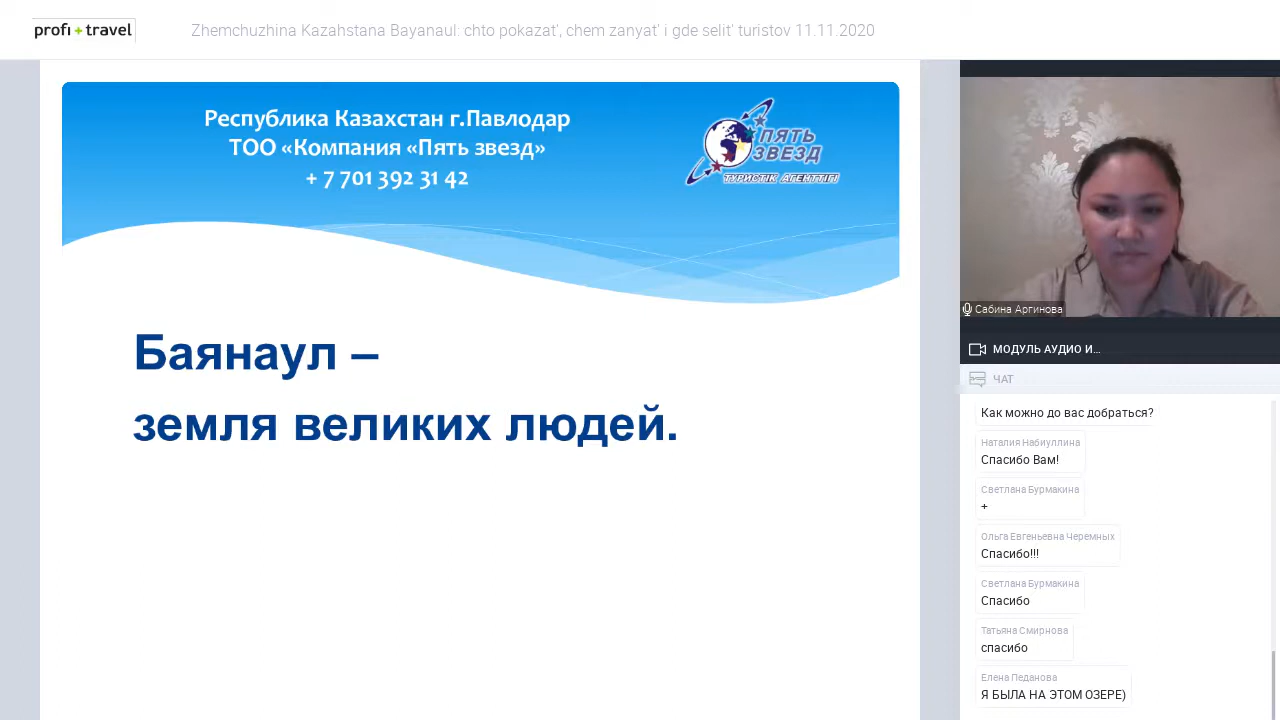 profi + travel
Zhemchuzhina Kazahstana Bayanaul: chto pokazat', chem zanyat' i gde selit' turistov 11.11.2020
Республика Казахстан г.Павлодар
ТОО «Компания «Пять звезд»
+ 7 701 392 31 42
ПЯТЬ
ЗВЕЗД
ТУРИСТІК АГЕНТТІГІ
Баянаул –
земля великих людей.
Сабина Аргинова
МОДУЛЬ АУДИО И...
ЧАТ
Как можно до вас добраться?
Наталия Набиуллина
Спасибо Вам!
Светлана Бурмакина
+
Ольга Евгеньевна Черемных
Спасибо!!!
Светлана Бурмакина
Спасибо
Татьяна Смирнова
спасибо
Елена Педанова
Я БЫЛА НА ЭТОМ ОЗЕРЕ)